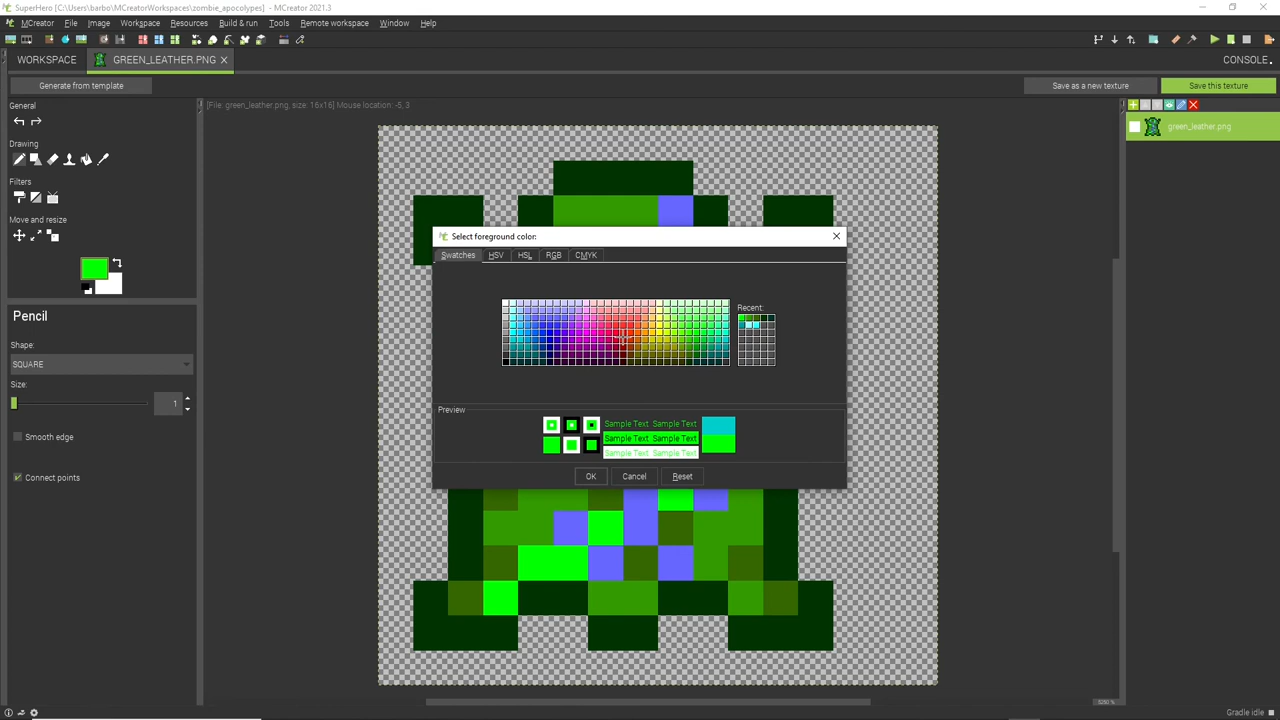 SuperHero [C:\Users\barbo\MCreatorWorkspaces\zombie_apocolypes] - MCreator 2021.3
MCreator File Image Workspace Resources Build & run Tools Remote workspace Window Help
WORKSPACE
GREEN_LEATHER.PNG
CONSOLE
Generate from template
Save as a new texture
Save this texture
General
[File: green_leather.png, size: 16x16] Mouse location: -5, 3
green_leather.png
Drawing
Filters
Move and resize
Select foreground color:
Swatches HSV HSL RGB CMYK
Recent:
Pencil
Shape:
SQUARE
Size:
1
Smooth edge
Connect points
Preview
Sample Text Sample Text
Sample Text Sample Text
Sample Text Sample Text
OK Cancel Reset
Gradle idle